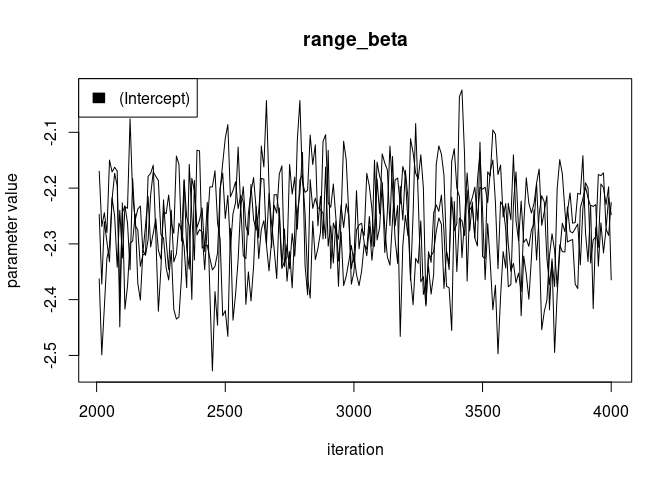 range_beta
(Intercept)
-2.1
-2.2
-2.3
-2.4
-2.5
parameter value
2000 2500 3000 3500 4000
iteration